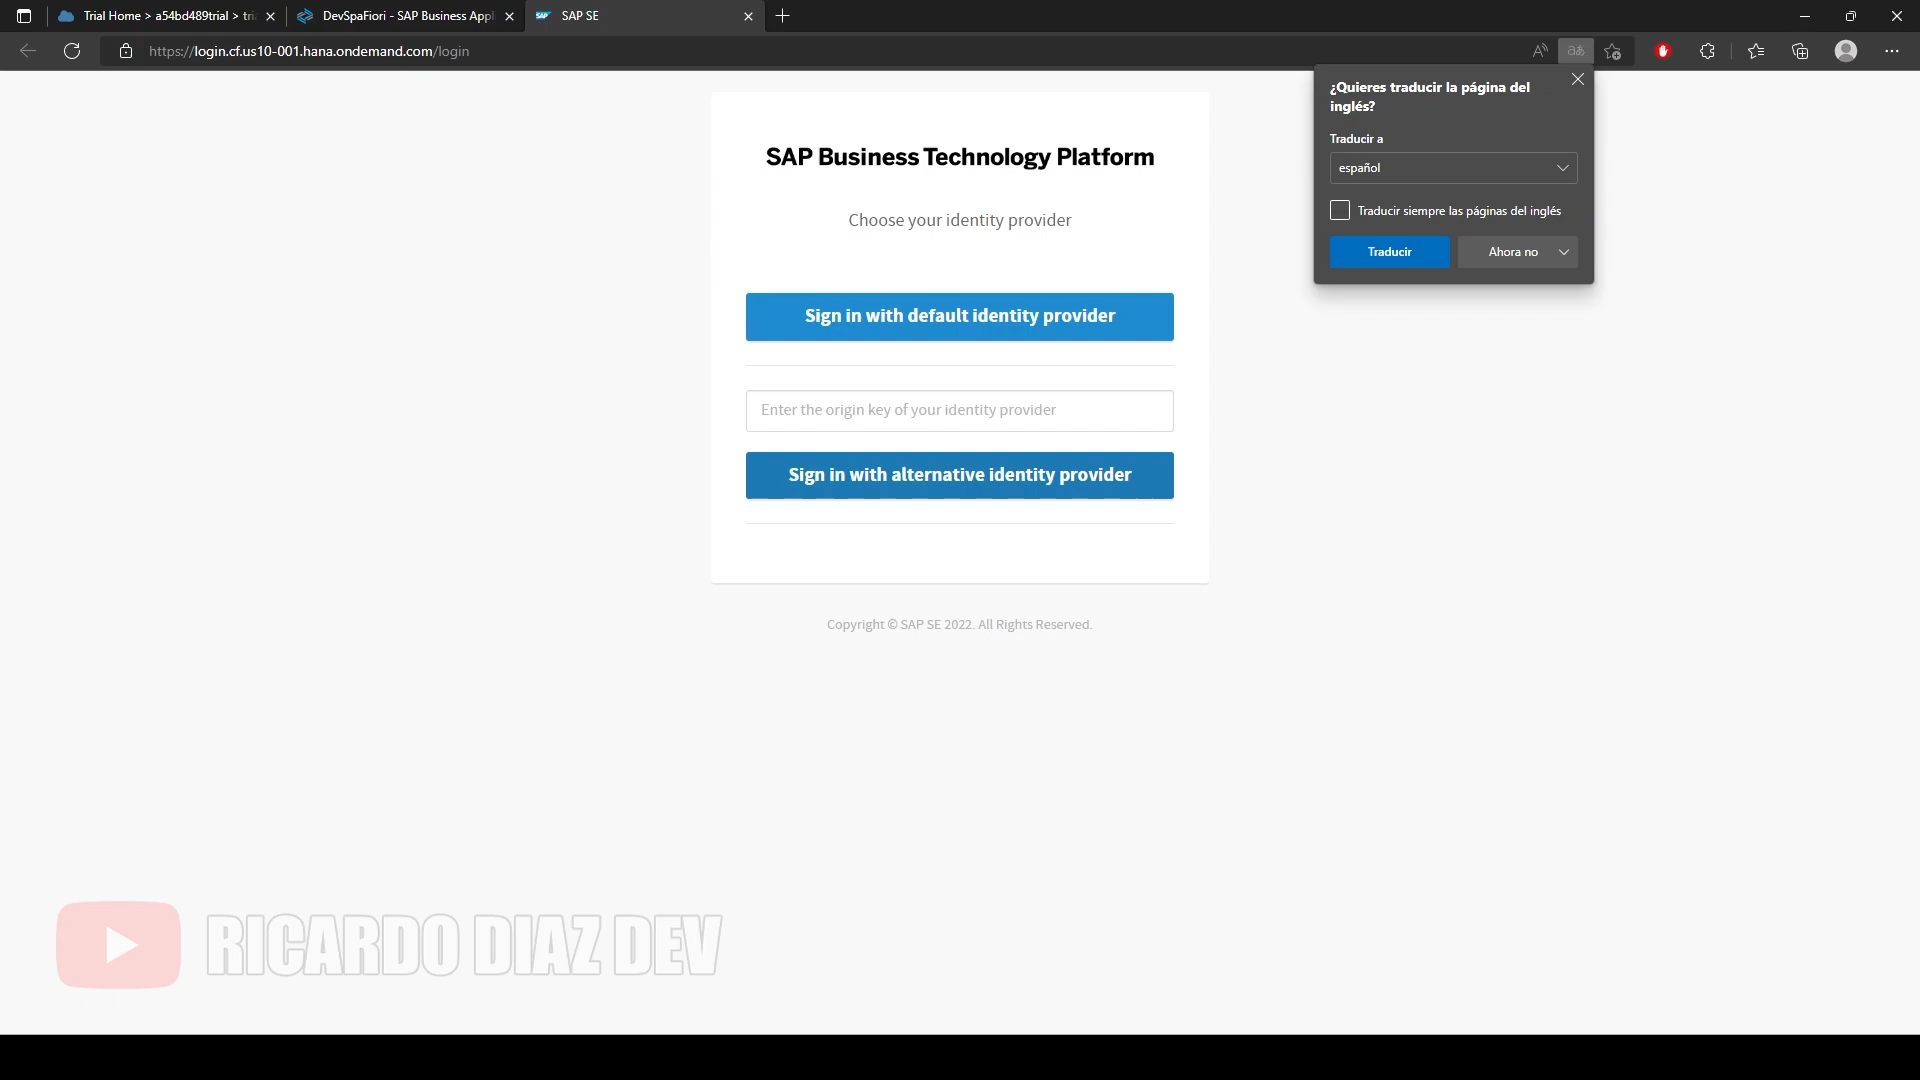 Trial Home > a54bd489trial > tri
DevSpaFiori - SAP Business Appl
SAP SE
https://login.cf.us10-001.hana.ondemand.com/login
¿Quieres traducir la página del
inglés?
Traducir a
español
Traducir siempre las páginas del inglés
Traducir
Ahora no
SAP Business Technology Platform
Choose your identity provider
Sign in with default identity provider
Enter the origin key of your identity provider
Sign in with alternative identity provider
Copyright © SAP SE 2022. All Rights Reserved.
RICARDO DIAZ DEV